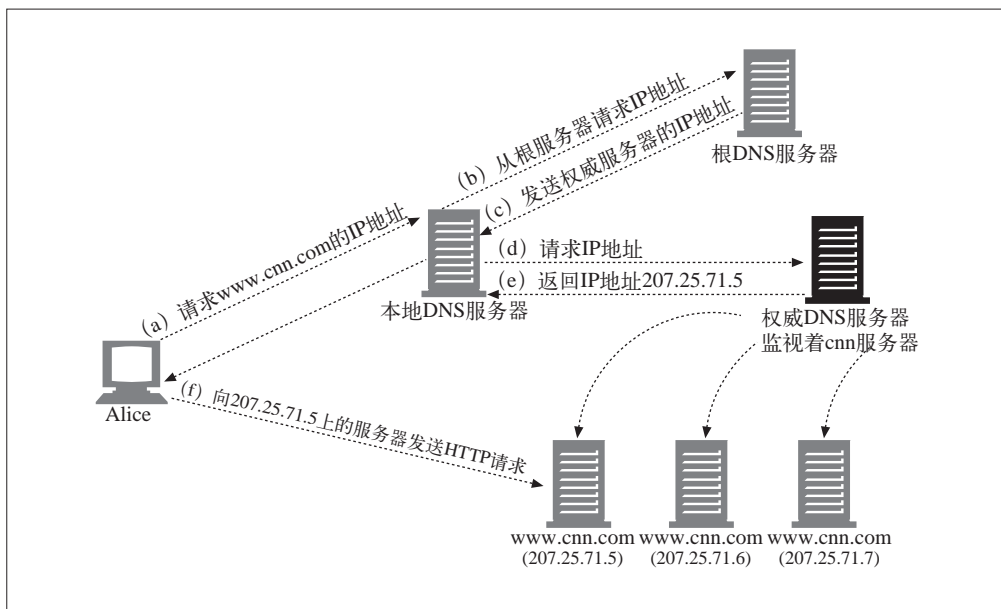 (b) 从根服务器请求IP地址
(c) 发送权威服务器的IP地址
根DNS服务器
(a) 请求www.cnn.com的IP地址
(d) 请求IP地址
(e) 返回IP地址207.25.71.5
本地DNS服务器
权威DNS服务器
监视着cnn服务器
Alice
(f) 向207.25.71.5上的服务器发送HTTP请求
www.cnn.com
(207.25.71.5)
www.cnn.com
(207.25.71.6)
www.cnn.com
(207.25.71.7)